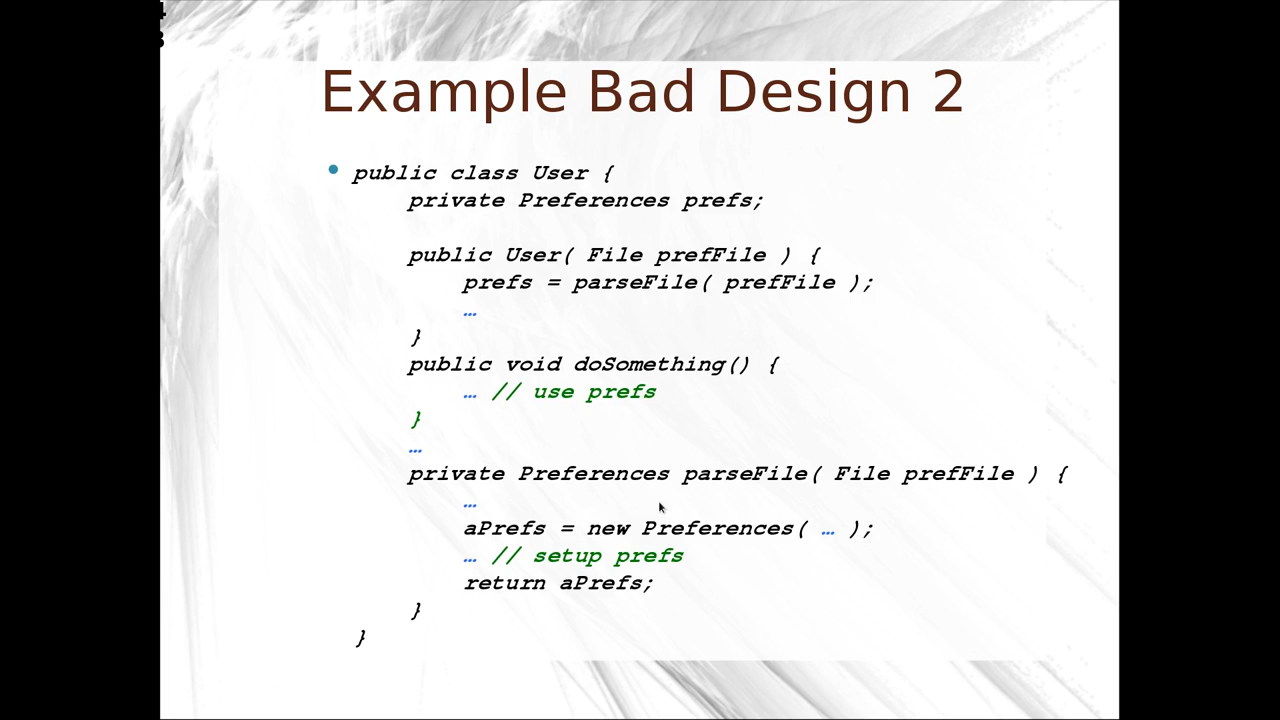 Example Bad Design 2
• public class User {
private Preferences prefs;
public User( File prefFile ) {
prefs = parseFile( prefFile );
…
}
public void doSomething() {
… // use prefs
}
…
private Preferences parseFile( File prefFile ) {
…
aPrefs = new Preferences( … );
… // setup prefs
return aPrefs;
}
}